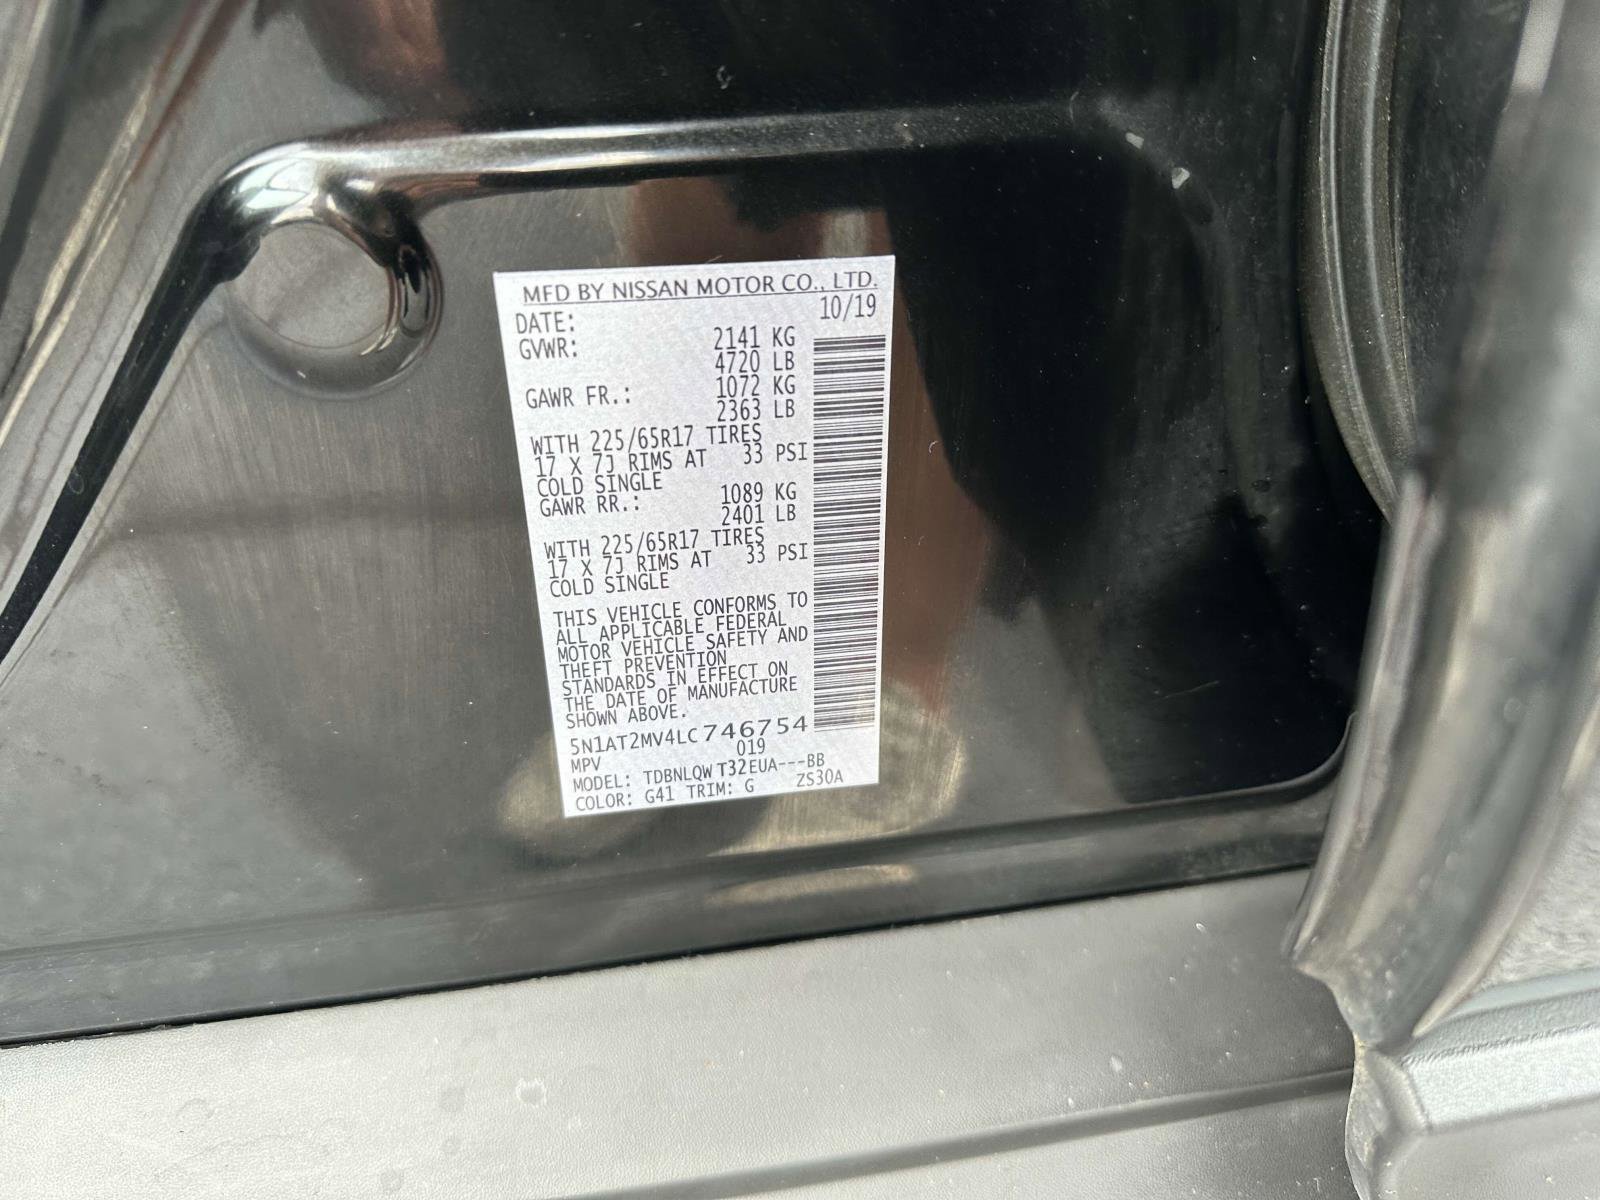 MFD BY NISSAN MOTOR CO., LTD.
DATE: 10/19
GVWR: 2141 KG
4720 LB
GAWR FR.: 1072 KG
2363 LB
WITH 225/65R17 TIRES
17 X 7J RIMS AT 33 PSI
COLD SINGLE
GAWR RR.: 1089 KG
2401 LB
WITH 225/65R17 TIRES
17 X 7J RIMS AT 33 PSI
COLD SINGLE
THIS VEHICLE CONFORMS TO
ALL APPLICABLE FEDERAL
MOTOR VEHICLE SAFETY AND
THEFT PREVENTION
STANDARDS IN EFFECT ON
THE DATE OF MANUFACTURE
SHOWN ABOVE.
5N1AT2MV4LC746754
MPV 019
MODEL: TDBNLQW T32EUA---BB
COLOR: G41 TRIM: G ZS30A